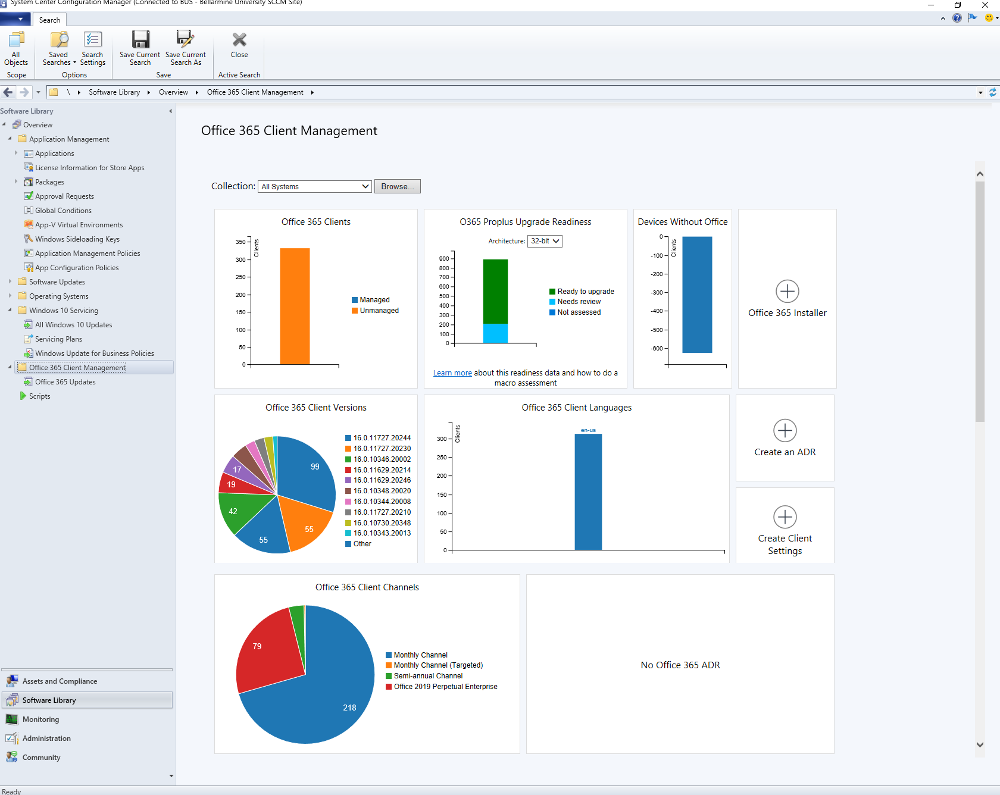 System Center Configuration Manager (Connected to BUS - Bellarmine University SCCM Site)
Search
All Objects
Saved Searches
Search Settings
Save Current Search
Save Current Search As
Close
Scope
Options
Save
Active Search
\ Software Library Overview Office 365 Client Management
Software Library
Overview
Application Management
Applications
License Information for Store Apps
Packages
Approval Requests
Global Conditions
App-V Virtual Environments
Windows Sideloading Keys
Application Management Policies
App Configuration Policies
Software Updates
Operating Systems
Windows 10 Servicing
All Windows 10 Updates
Servicing Plans
Windows Update for Business Policies
Office 365 Client Management
Office 365 Updates
Scripts
Assets and Compliance
Software Library
Monitoring
Administration
Community
Ready
Office 365 Client Management
Collection: All Systems Browse...
Office 365 Clients
Clients
350
300
250
200
150
100
50
0
Managed
Unmanaged
O365 Proplus Upgrade Readiness
Architecture: 32-bit
900
800
700
600
500
400
300
200
100
0
Ready to upgrade
Needs review
Not assessed
Learn more about this readiness data and how to do a
macro assessment
Devices Without Office
Clients
0
-100
-200
-300
-400
-500
-600
Office 365 Installer
Office 365 Client Versions
99
55
55
42
19
17
16.0.11727.20244
16.0.11727.20230
16.0.10346.20002
16.0.11629.20214
16.0.11629.20246
16.0.10348.20020
16.0.10344.20008
16.0.11727.20210
16.0.10730.20348
16.0.10343.20013
Other
Office 365 Client Languages
Clients
en-us
300
250
200
150
100
50
0
Create an ADR
Create Client
Settings
Office 365 Client Channels
79
218
Monthly Channel
Monthly Channel (Targeted)
Semi-annual Channel
Office 2019 Perpetual Enterprise
No Office 365 ADR